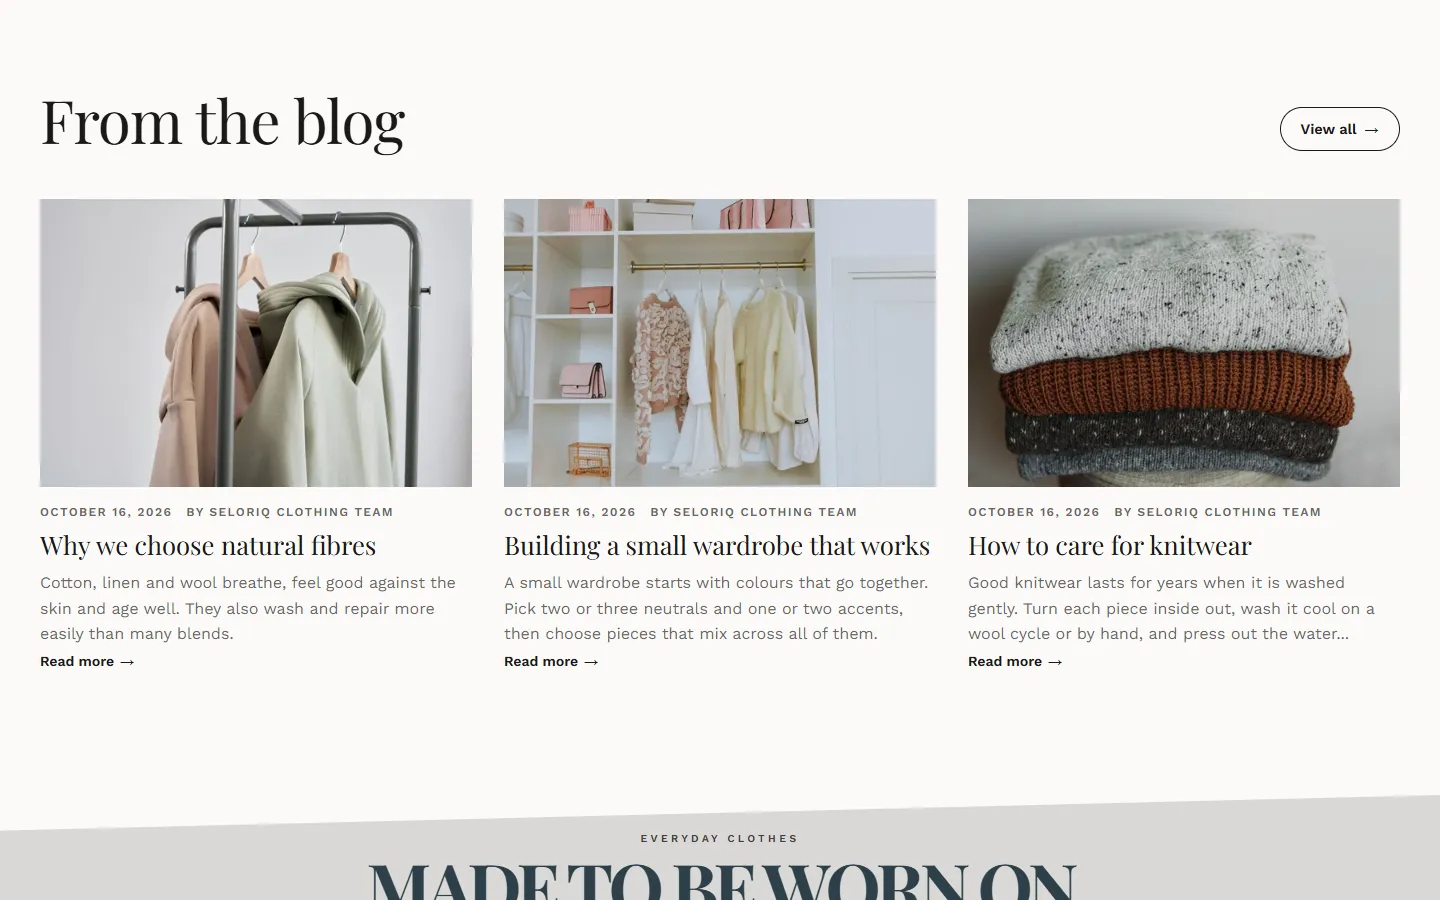 From the blog
View all →
OCTOBER 16, 2026 BY SELORIQ CLOTHING TEAM
Why we choose natural fibres
Cotton, linen and wool breathe, feel good against the
skin and age well. They also wash and repair more
easily than many blends.
Read more →
OCTOBER 16, 2026 BY SELORIQ CLOTHING TEAM
Building a small wardrobe that works
A small wardrobe starts with colours that go together.
Pick two or three neutrals and one or two accents,
then choose pieces that mix across all of them.
Read more →
OCTOBER 16, 2026 BY SELORIQ CLOTHING TEAM
How to care for knitwear
Good knitwear lasts for years when it is washed
gently. Turn each piece inside out, wash it cool on a
wool cycle or by hand, and press out the water...
Read more →
EVERYDAY CLOTHES
MADE TO BE WORN ON